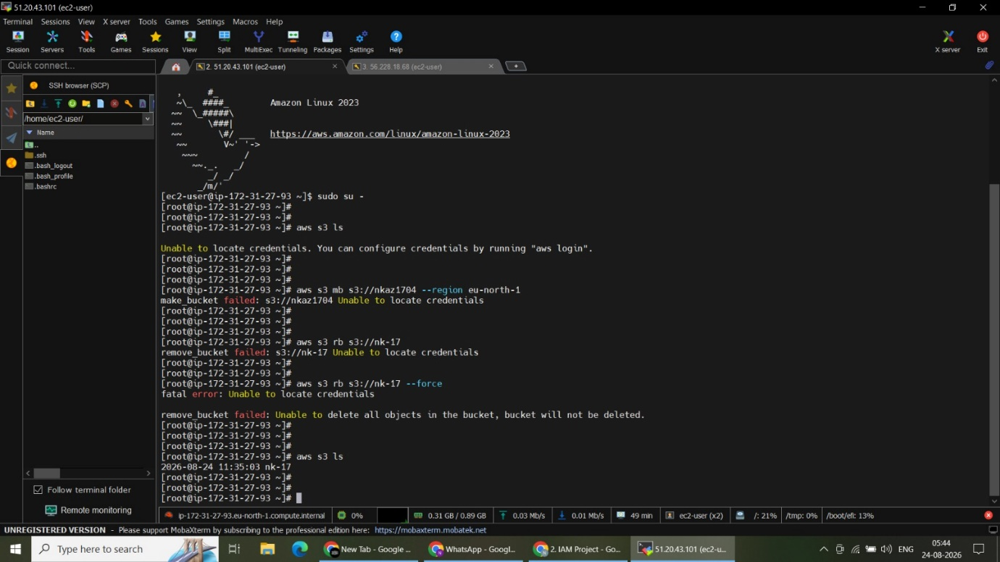 51.20.43.101 (ec2-user)
Terminal Sessions View X server Tools Games Settings Macros Help
Session Servers Tools Games Sessions View Split MultiExec Tunneling Packages Settings Help X server Exit
Quick connect...
2. 51.20.43.101 (ec2-user)
3. 56.228.18.68 (ec2-user)
SSH browser (SCP)
/home/ec2-user/
Name
..
.ssh
.bash_logout
.bash_profile
.bashrc
   ,     #_
   ~\_  ####_        Amazon Linux 2023
  ~~  \_#####\
  ~~     \###|
  ~~       \#/ ___   https://aws.amazon.com/linux/amazon-linux-2023
   ~~       V~' '->
    ~~~         /
      ~~._.   _/
         _/ _/
       _/m/'
[ec2-user@ip-172-31-27-93 ~]$ sudo su -
[root@ip-172-31-27-93 ~]#
[root@ip-172-31-27-93 ~]#
[root@ip-172-31-27-93 ~]# aws s3 ls
Unable to locate credentials. You can configure credentials by running "aws login".
[root@ip-172-31-27-93 ~]#
[root@ip-172-31-27-93 ~]#
[root@ip-172-31-27-93 ~]# aws s3 mb s3://nkaz1704 --region eu-north-1
make_bucket failed: s3://nkaz1704 Unable to locate credentials
[root@ip-172-31-27-93 ~]#
[root@ip-172-31-27-93 ~]#
[root@ip-172-31-27-93 ~]#
[root@ip-172-31-27-93 ~]# aws s3 rb s3://nk-17
remove_bucket failed: s3://nk-17 Unable to locate credentials
[root@ip-172-31-27-93 ~]#
[root@ip-172-31-27-93 ~]#
[root@ip-172-31-27-93 ~]# aws s3 rb s3://nk-17 --force
fatal error: Unable to locate credentials
remove_bucket failed: Unable to delete all objects in the bucket, bucket will not be deleted.
[root@ip-172-31-27-93 ~]#
[root@ip-172-31-27-93 ~]#
[root@ip-172-31-27-93 ~]#
[root@ip-172-31-27-93 ~]# aws s3 ls
2026-08-24 11:35:03 nk-17
[root@ip-172-31-27-93 ~]#
[root@ip-172-31-27-93 ~]#
[root@ip-172-31-27-93 ~]#
Follow terminal folder
Remote monitoring
ip-172-31-27-93.eu-north-1.compute.internal 0% 0.31 GB / 0.89 GB 0.03 Mb/s 0.01 Mb/s 49 min ec2-user (x2) /: 21% /tmp: 0% /boot/efi: 13%
UNREGISTERED VERSION - Please support MobaXterm by subscribing to the professional edition here: https://mobaxterm.mobatek.net
Type here to search
New Tab - Google ...
WhatsApp - Googl...
2. IAM Project - Go...
51.20.43.101 (ec2-u...
ENG
05:44
24-08-2026